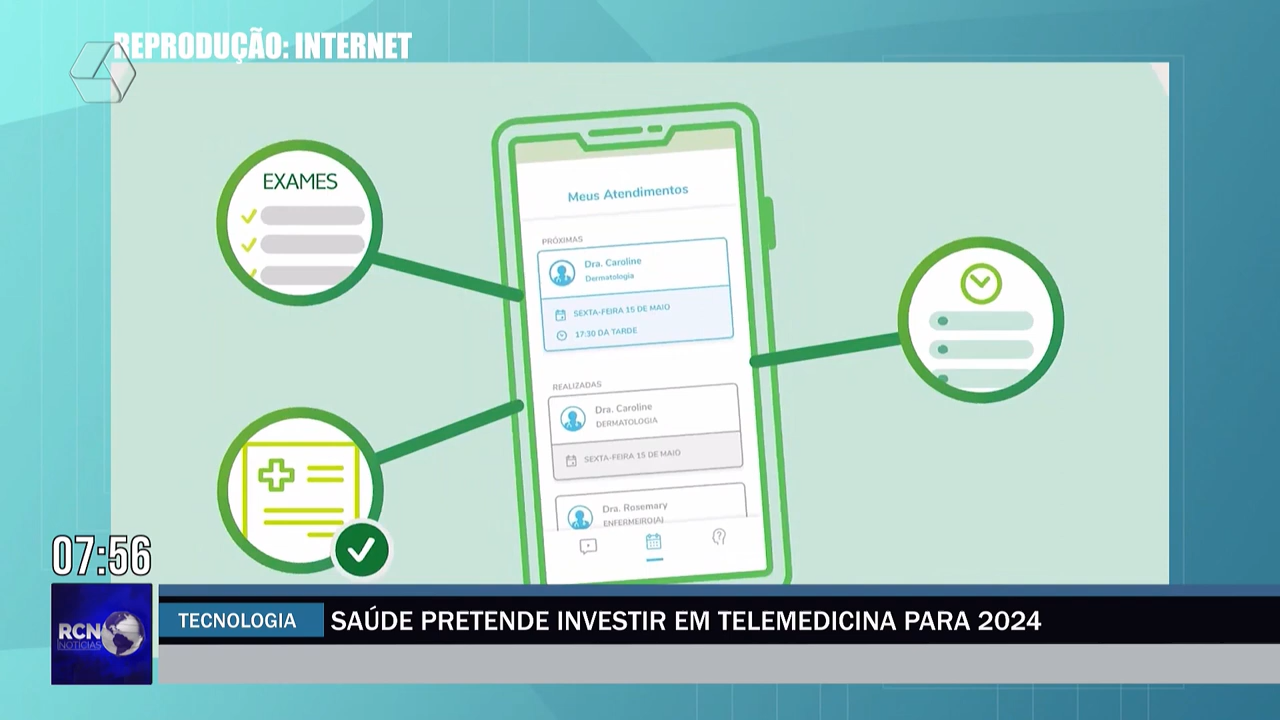 REPRODUÇÃO: INTERNET
EXAMES
Meus Atendimentos
PRÓXIMAS
Dra. Caroline
Dermatologia
SEXTA-FEIRA 15 DE MAIO
17:30 DA TARDE
REALIZADAS
Dra. Caroline
DERMATOLOGIA
SEXTA-FEIRA 15 DE MAIO
Dra. Rosemary
ENFERMEIRO(A)
07:56
RCN
NOTÍCIAS
TECNOLOGIA
SAÚDE PRETENDE INVESTIR EM TELEMEDICINA PARA 2024